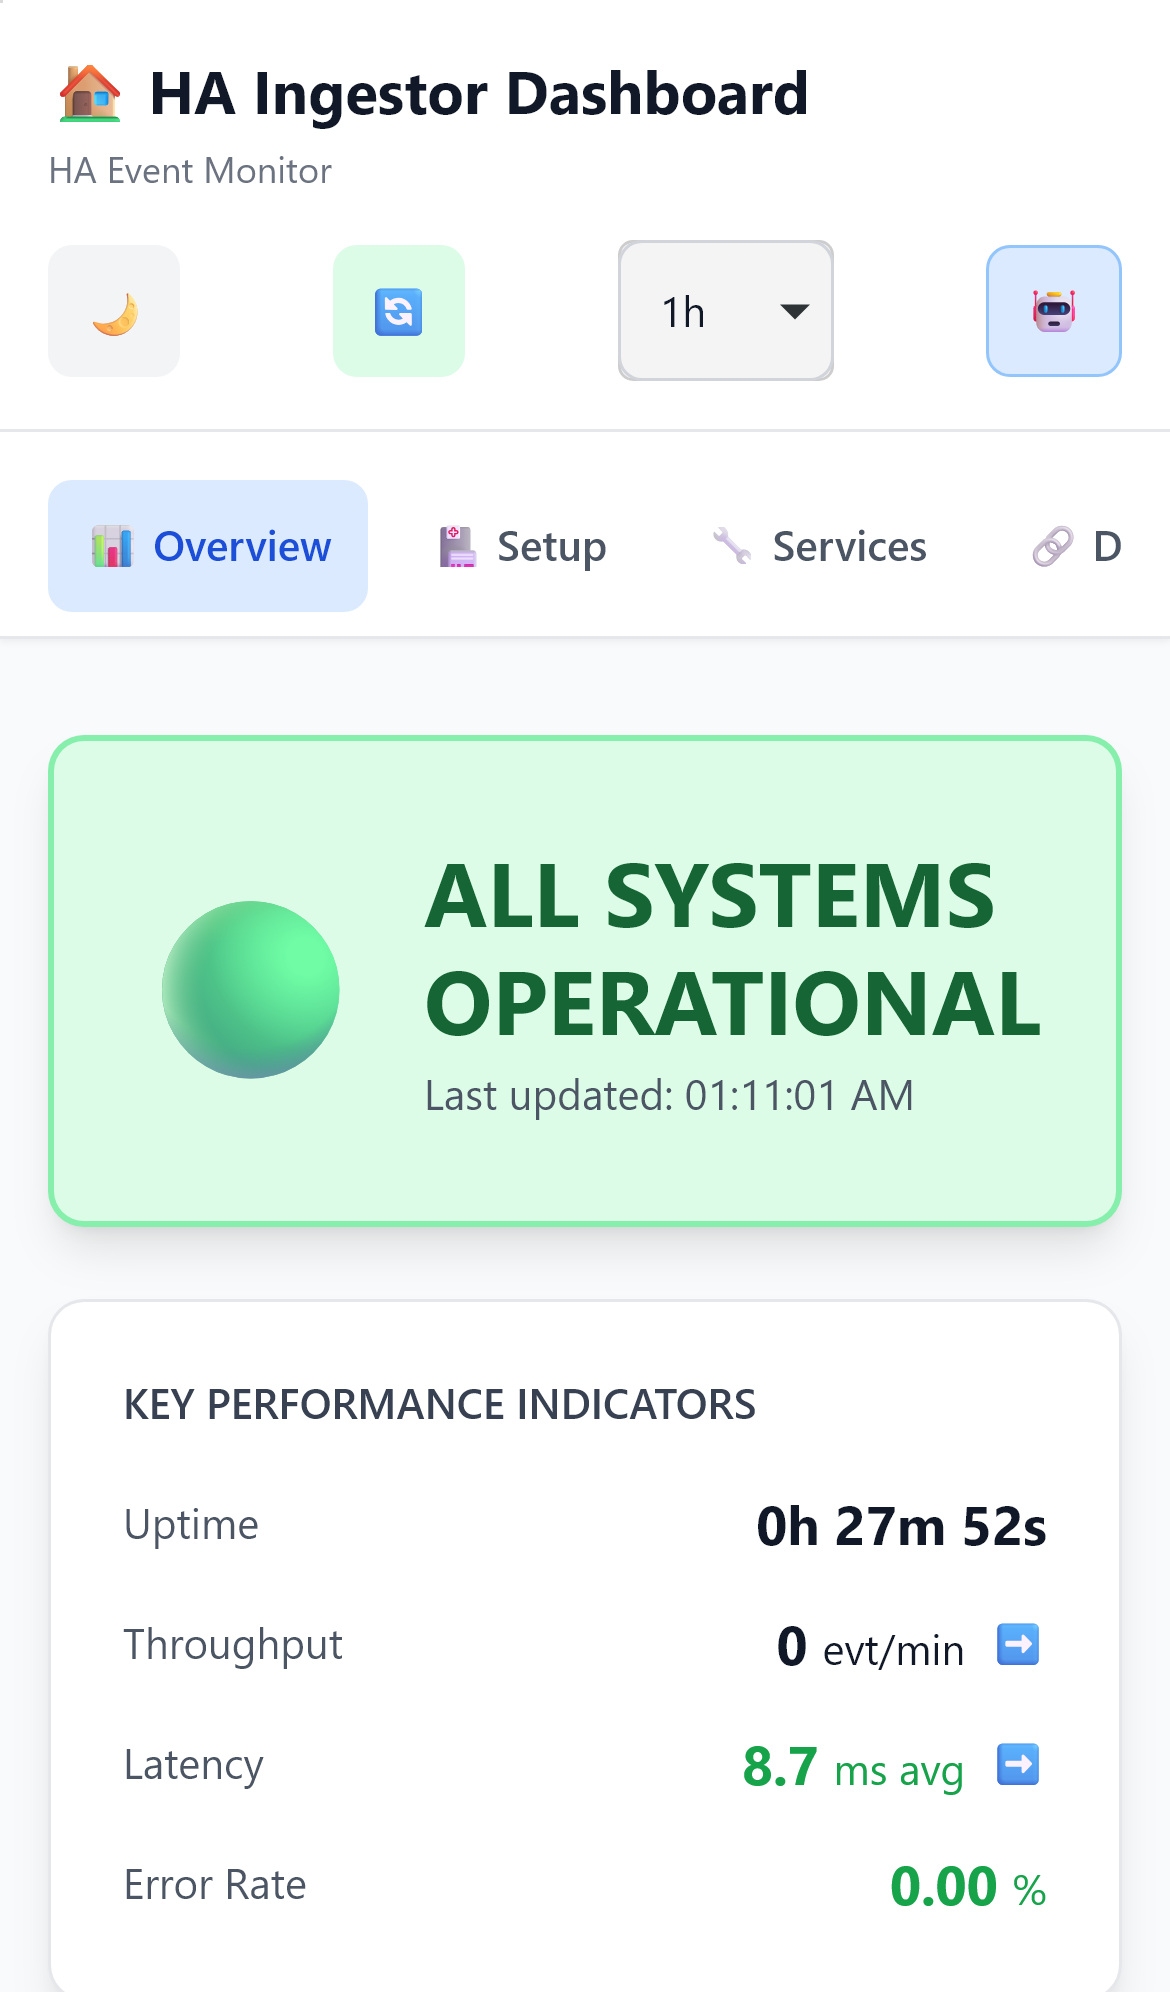 HA Ingestor Dashboard
HA Event Monitor
1h
Overview Setup Services D
ALL SYSTEMS
OPERATIONAL
Last updated: 01:11:01 AM
KEY PERFORMANCE INDICATORS
Uptime 0h 27m 52s
Throughput 0 evt/min
Latency 8.7 ms avg
Error Rate 0.00 %